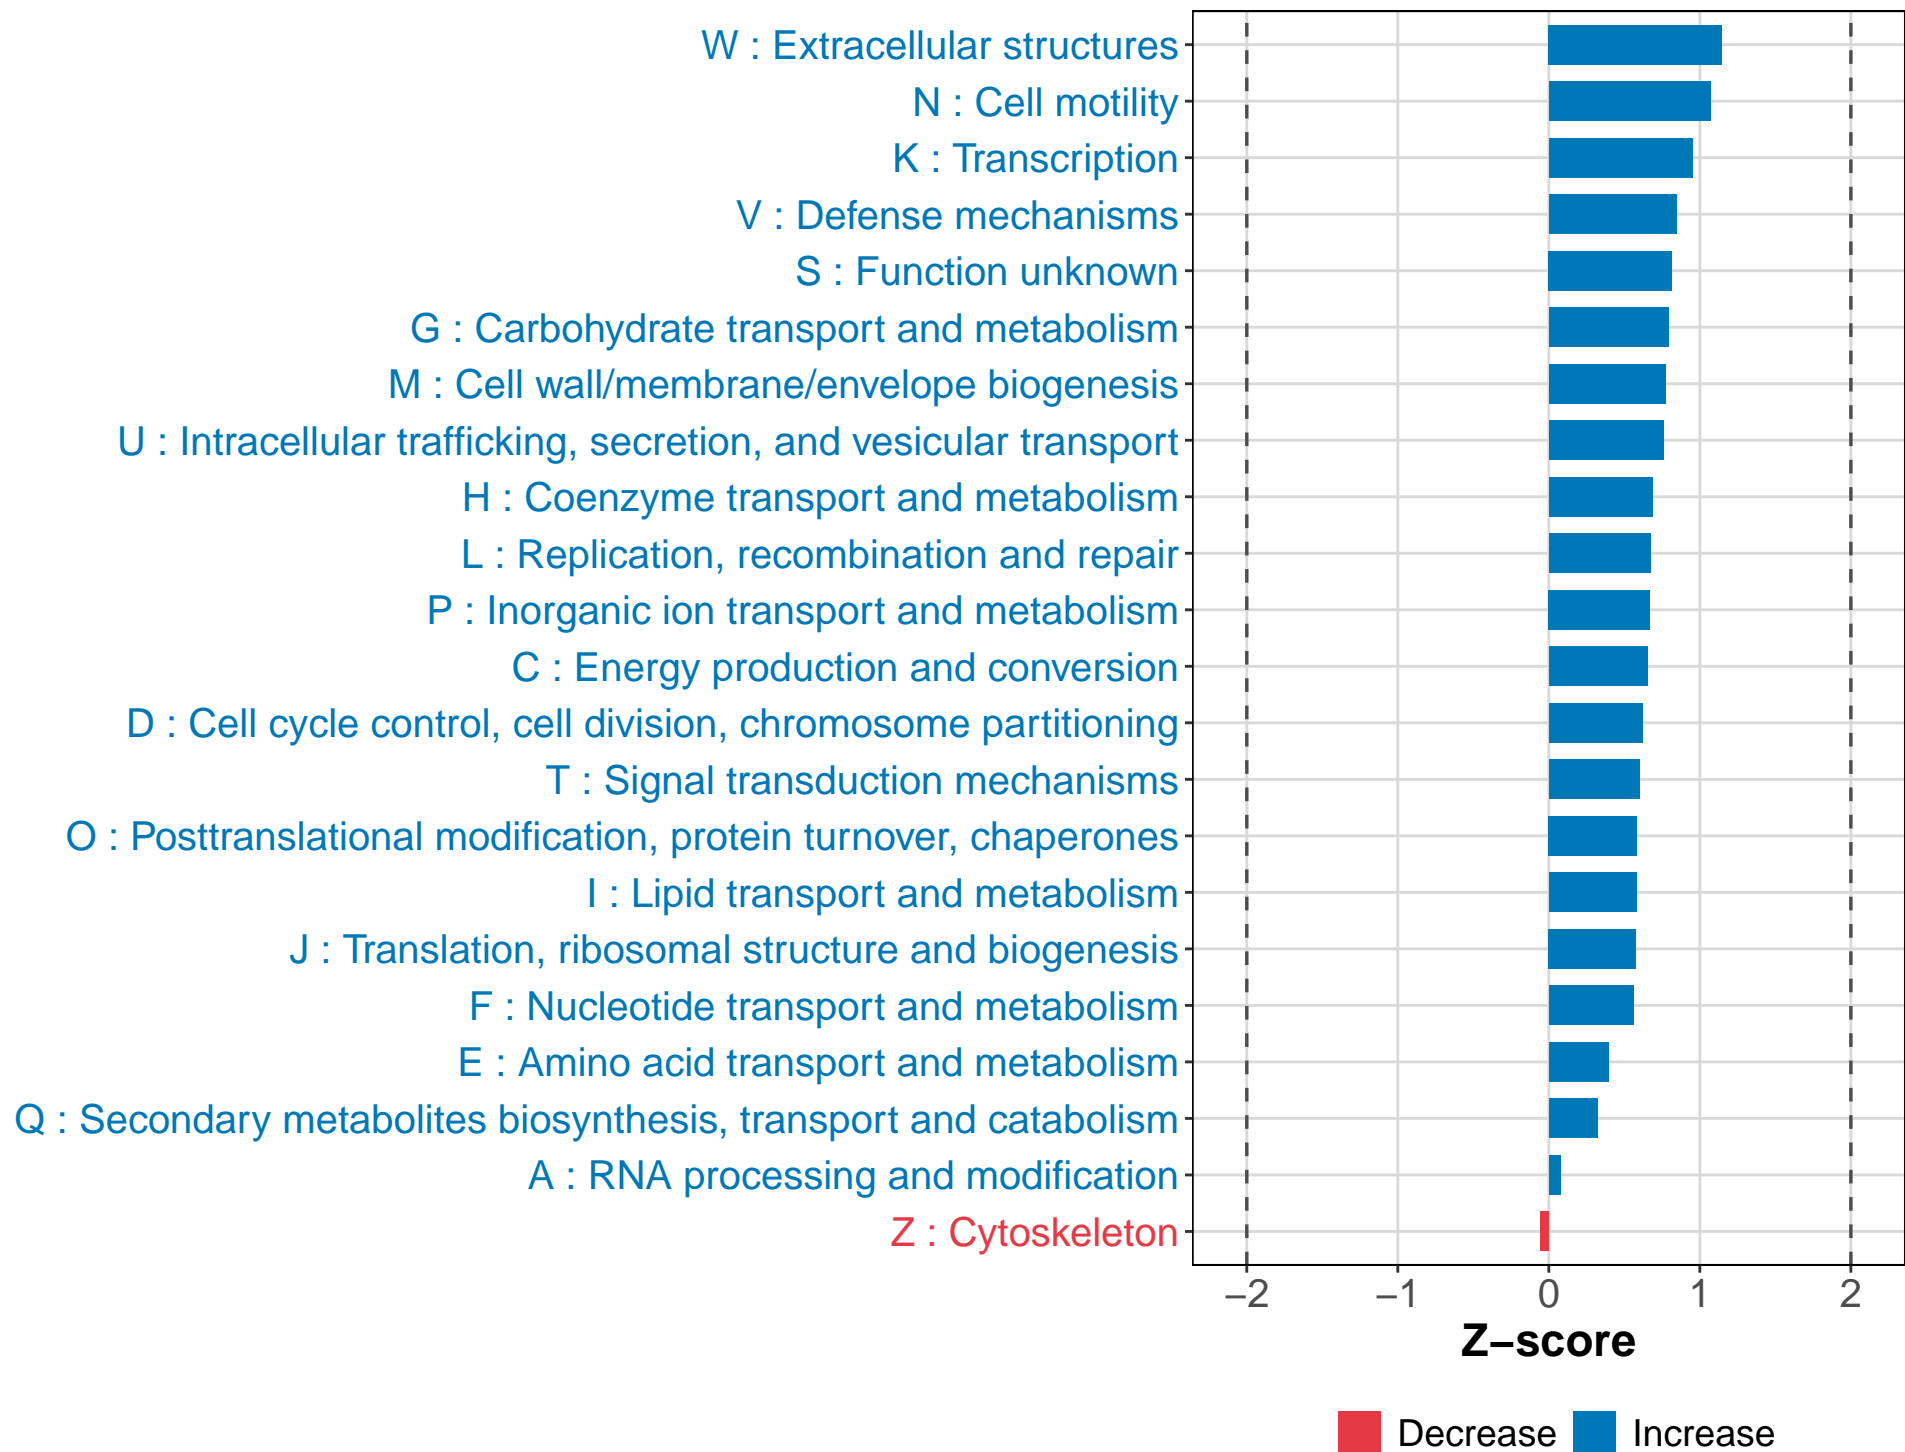 W : Extracellular structures
N : Cell motility
K : Transcription
V : Defense mechanisms
S : Function unknown
G : Carbohydrate transport and metabolism
M : Cell wall/membrane/envelope biogenesis
U : Intracellular trafficking, secretion, and vesicular transport
H : Coenzyme transport and metabolism
L : Replication, recombination and repair
P : Inorganic ion transport and metabolism
C : Energy production and conversion
D : Cell cycle control, cell division, chromosome partitioning
T : Signal transduction mechanisms
O : Posttranslational modification, protein turnover, chaperones
I : Lipid transport and metabolism
J : Translation, ribosomal structure and biogenesis
F : Nucleotide transport and metabolism
E : Amino acid transport and metabolism
Q : Secondary metabolites biosynthesis, transport and catabolism
A : RNA processing and modification
Z : Cytoskeleton
−2 −1 0 1 2
Z−score
Decrease Increase